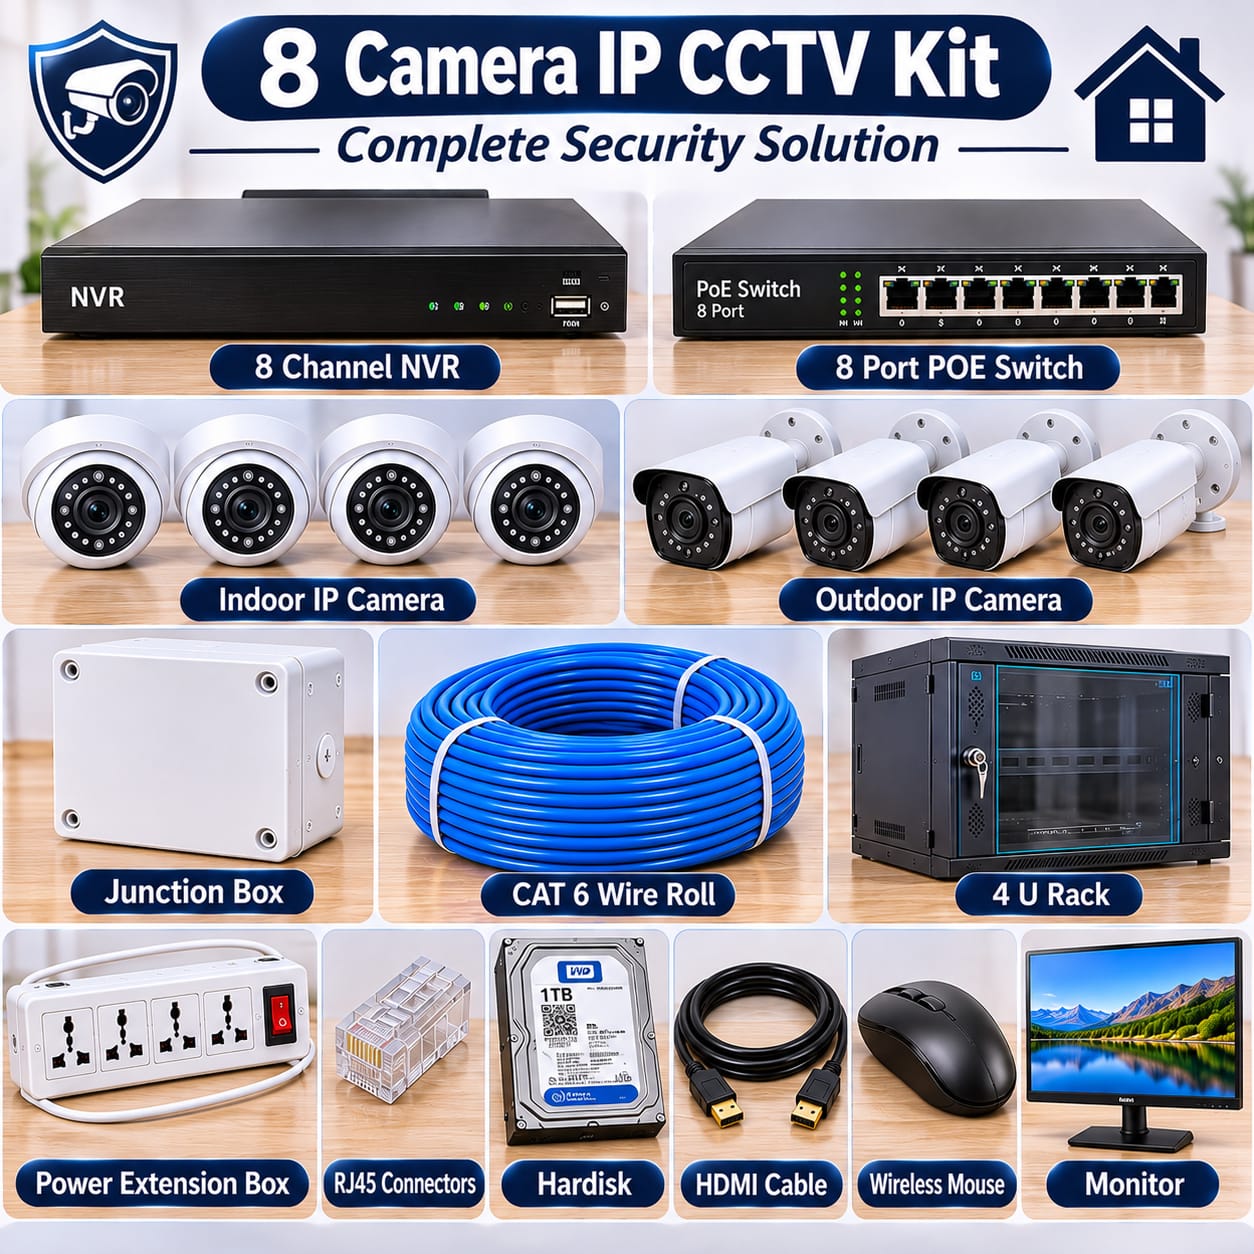 8 Camera IP CCTV Kit
Complete Security Solution
NVR
8 Channel NVR
PoE Switch
8 Port
8 Port POE Switch
Indoor IP Camera
Outdoor IP Camera
Junction Box
CAT 6 Wire Roll
4 U Rack
WD
1TB
Power Extension Box
RJ45 Connectors
Hardisk
HDMI Cable
Wireless Mouse
Monitor